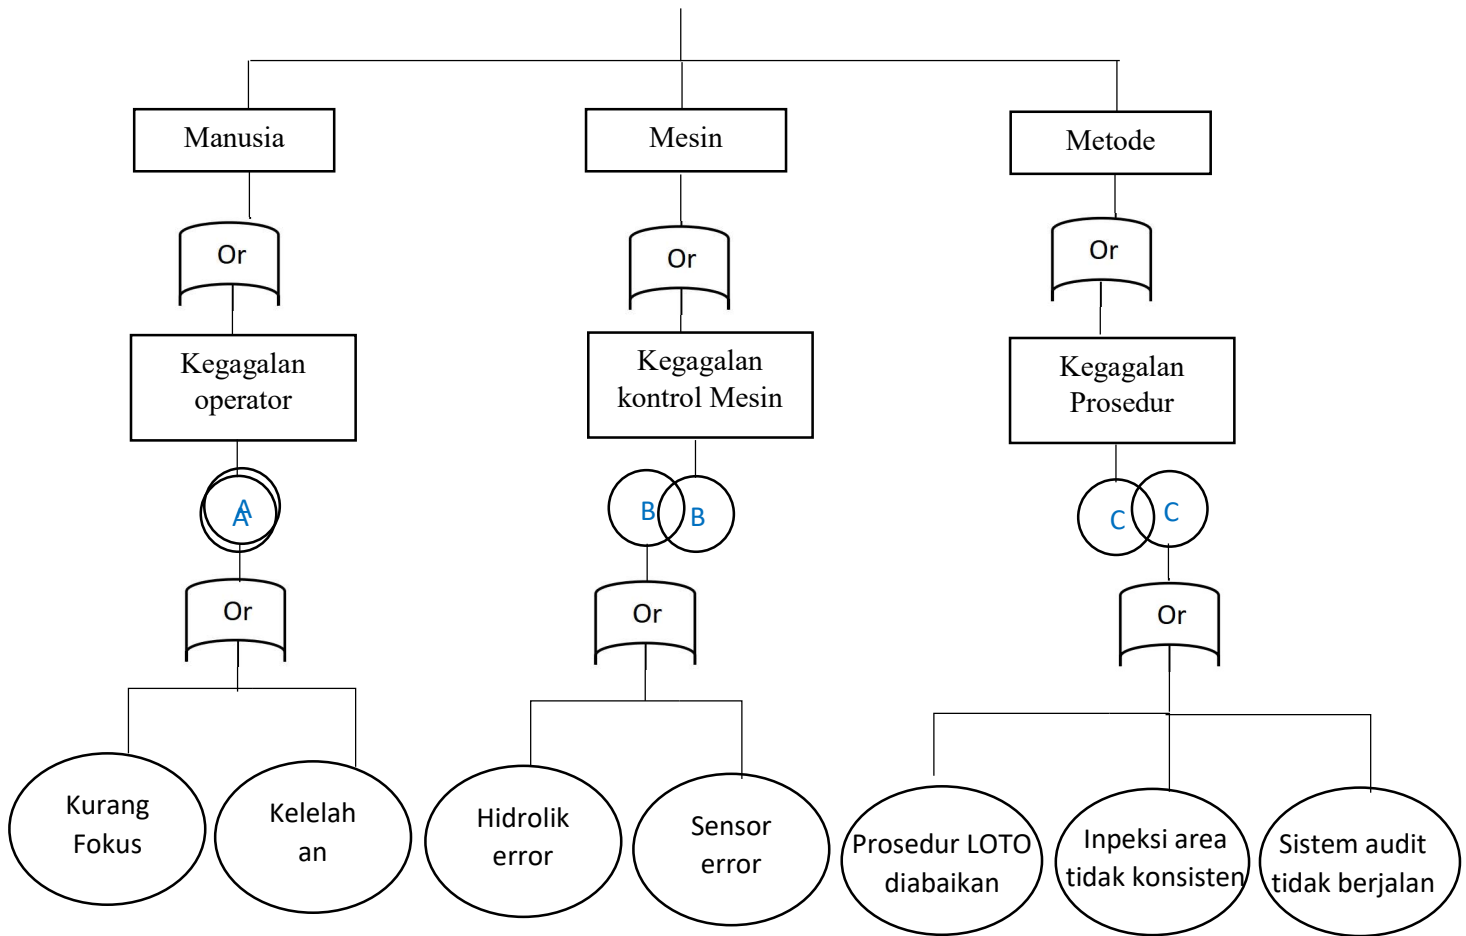 Manusia
Mesin
Metode
Or
Or
Or
Kegagalan
operator
Kegagalan
kontrol Mesin
Kegagalan
Prosedur
A
A
B
B
C
C
Or
Or
Or
Kurang
Fokus
Kelelah
an
Hidrolik
error
Sensor
error
Prosedur LOTO
diabaikan
Inpeksi area
tidak konsisten
Sistem audit
tidak berjalan